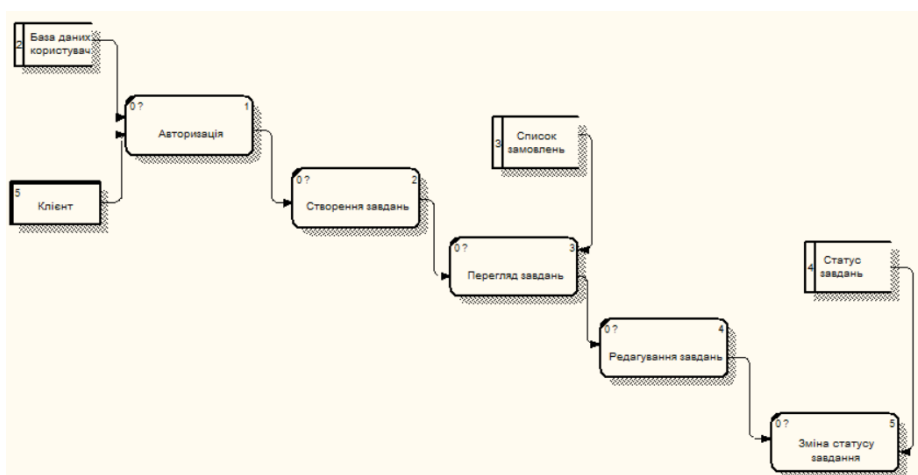 2
База даних
користувач
0 ?
1
Авторизація
5
Клієнт
0 ?
2
Створення завдань
3
Список
замовлень
0 ?
3
Перегляд завдань
4
Статус
завдань
0 ?
4
Редагування завдань
0 ?
5
Зміна статусу
завдання